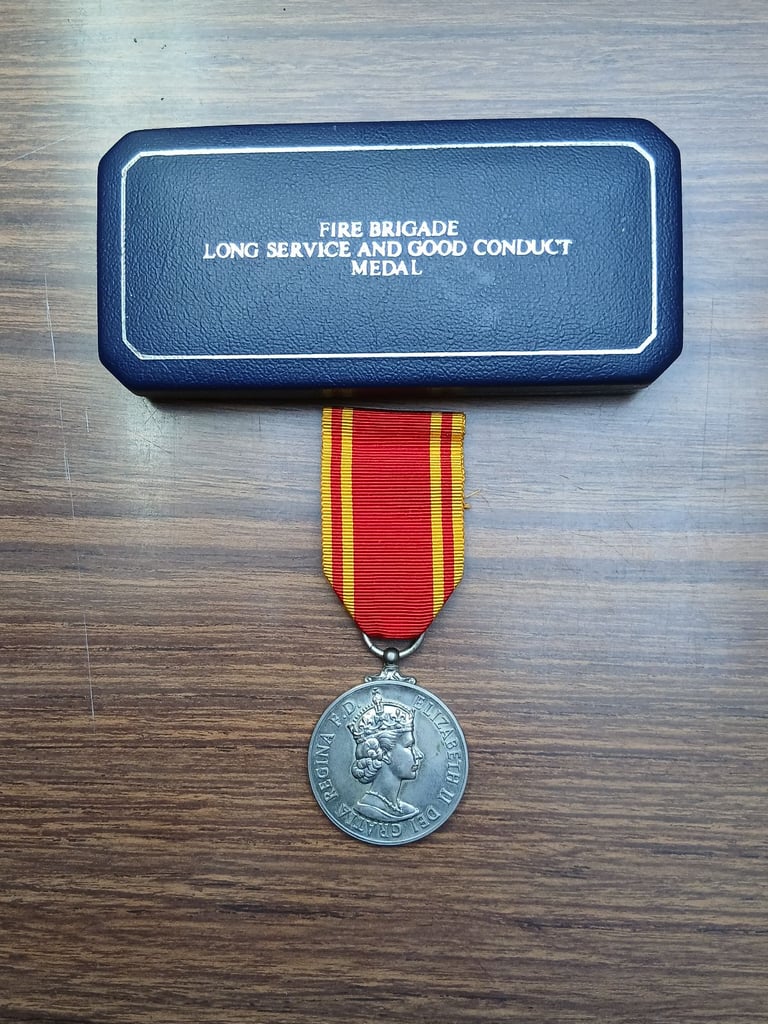 FIRE BRIGADE
LONG SERVICE AND GOOD CONDUCT
MEDAL
ELIZABETH II DEI GRATIA REGINA F.D.